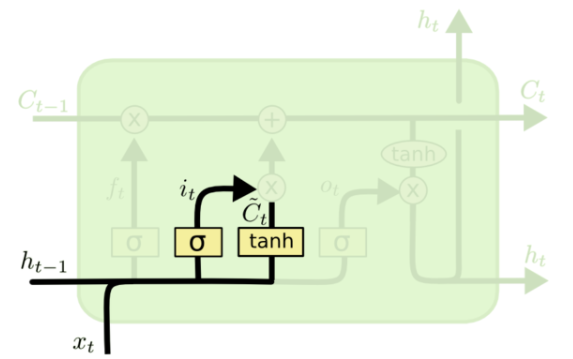 h_t
C_{t-1}
x
+
C_t
tanh
f_t
i_t
x
o_t
x
C̃_t
σ
σ
tanh
σ
h_{t-1}
h_t
x_t